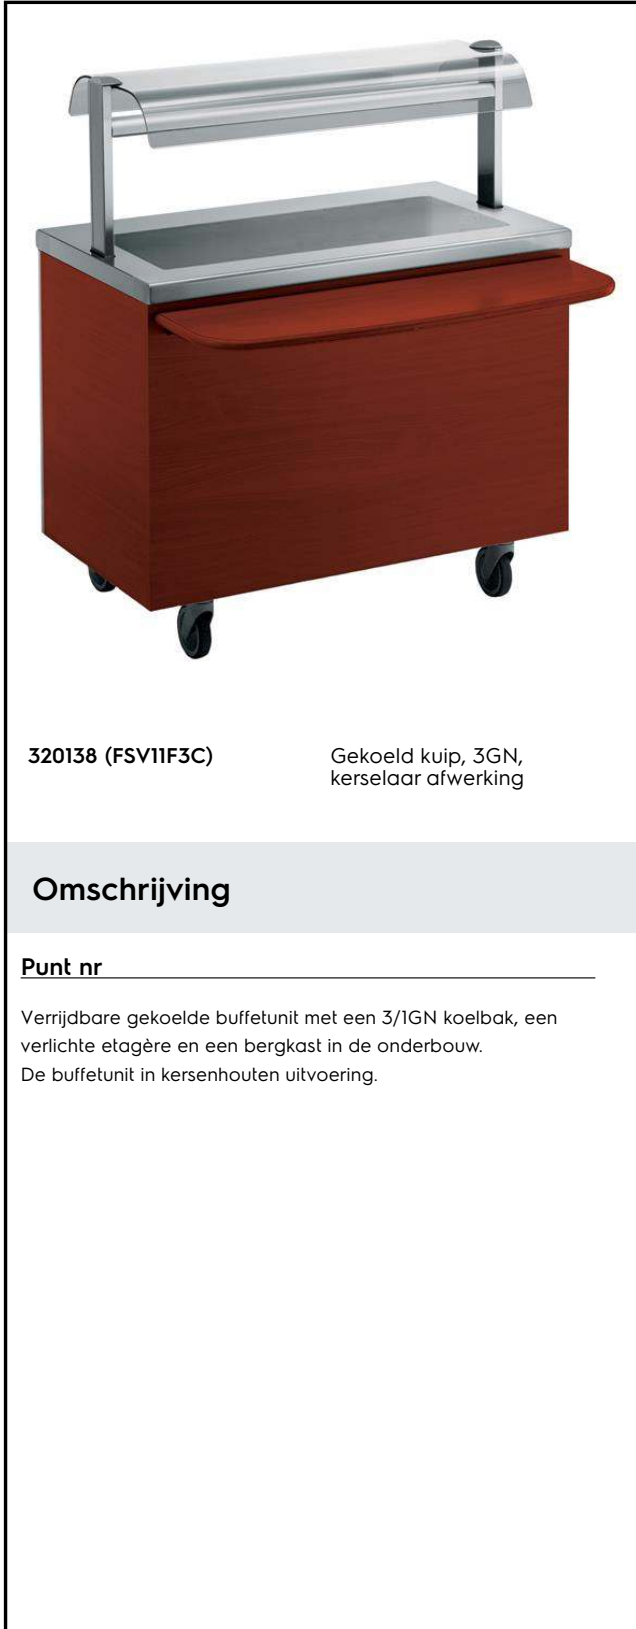 320138 (FSV11F3C)
Gekoeld kuip, 3GN,
kerselaar afwerking
Omschrijving
Punt nr
Verrijdbare gekoelde buffetunit met een 3/1GN koelbak, een
verlichte etagère en een bergkast in de onderbouw.
De buffetunit in kersenhouten uitvoering.